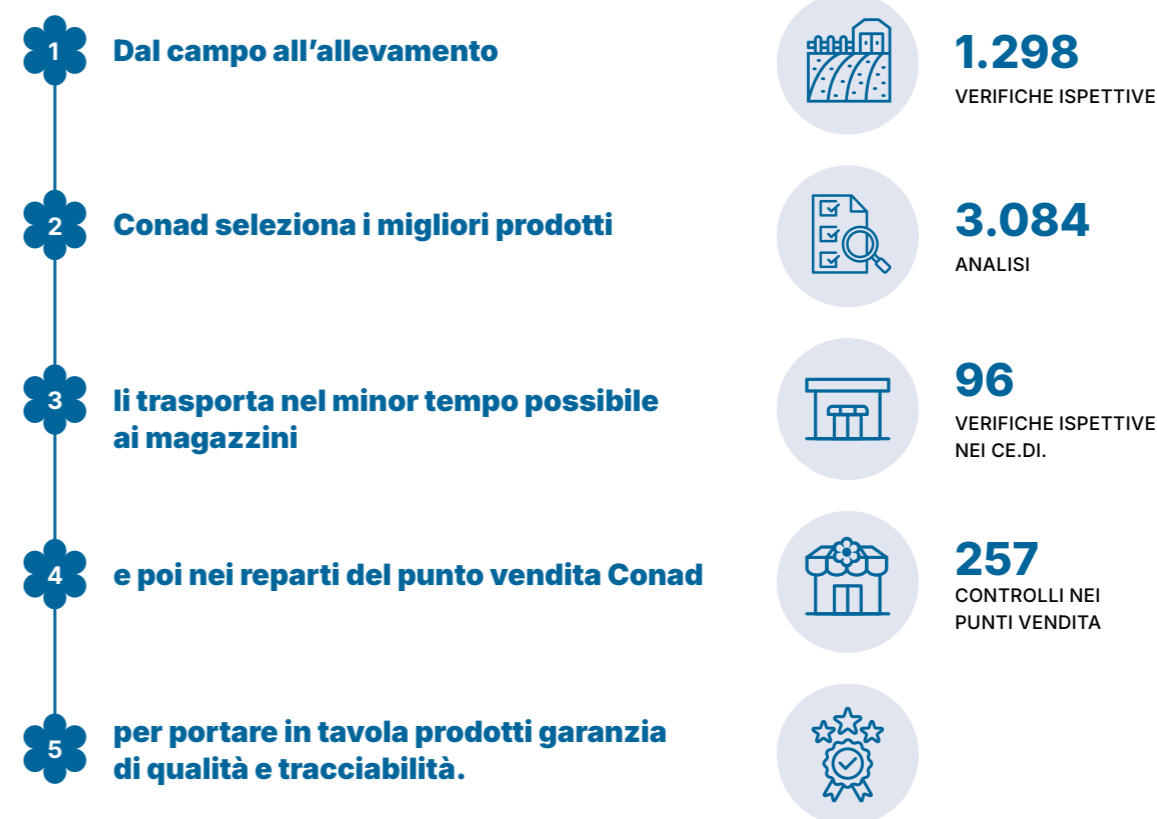 1
Dal campo all’allevamento
1.298
VERIFICHE ISPETTIVE
2
Conad seleziona i migliori prodotti
3.084
ANALISI
3
li trasporta nel minor tempo possibile
ai magazzini
96
VERIFICHE ISPETTIVE
NEI CE.DI.
4
e poi nei reparti del punto vendita Conad
257
CONTROLLI NEI
PUNTI VENDITA
5
per portare in tavola prodotti garanzia
di qualità e tracciabilità.